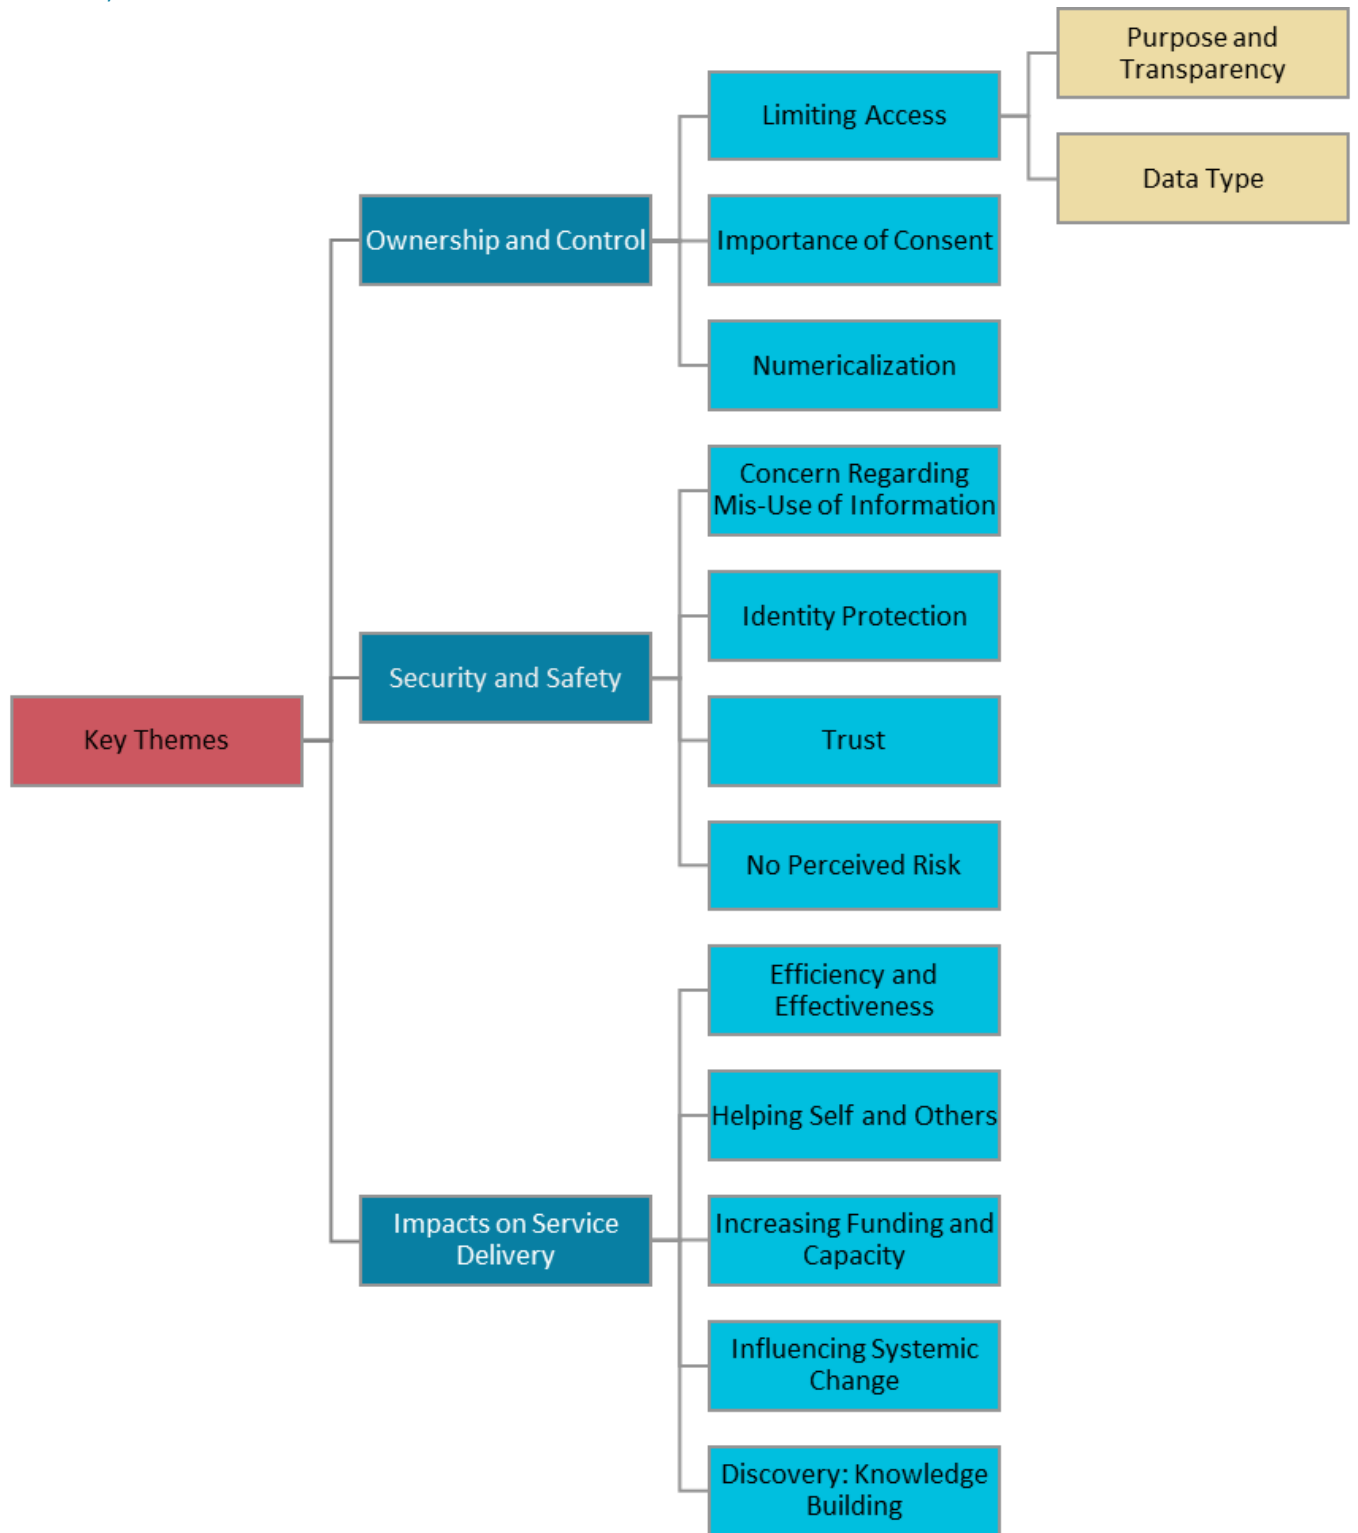 Purpose and
Transparency
Limiting Access
Data Type
Ownership and Control
Importance of Consent
Numericalization
Concern Regarding
Mis-Use of Information
Identity Protection
Security and Safety
Key Themes
Trust
No Perceived Risk
Efficiency and
Effectiveness
Helping Self and Others
Impacts on Service
Delivery
Increasing Funding and
Capacity
Influencing Systemic
Change
Discovery: Knowledge
Building